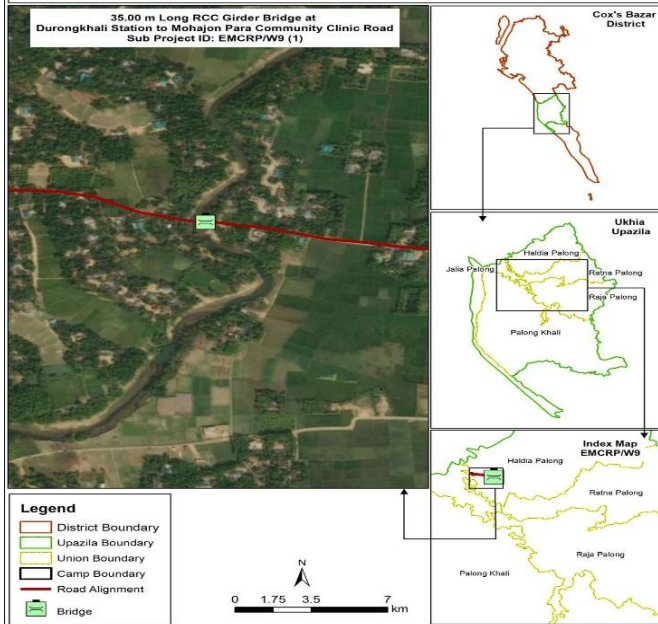 35.00 m Long RCC Girder Bridge at
Durongkhali Station to Mohajon Para Community Clinic Road
Sub Project ID: EMCRP/W9 (1)
Cox's Bazar
District
Ukhia
Upazila
Haldia Palong
Jalia Palong
Ratna Palong
Raja Palong
Palong Khali
Index Map
EMCRP/W9
Haldia Palong
Ratna Palong
Raja Palong
Palong Khali
Legend
District Boundary
Upazila Boundary
Union Boundary
Camp Boundary
Road Alignment
Bridge
N
0 1.75 3.5 7
km